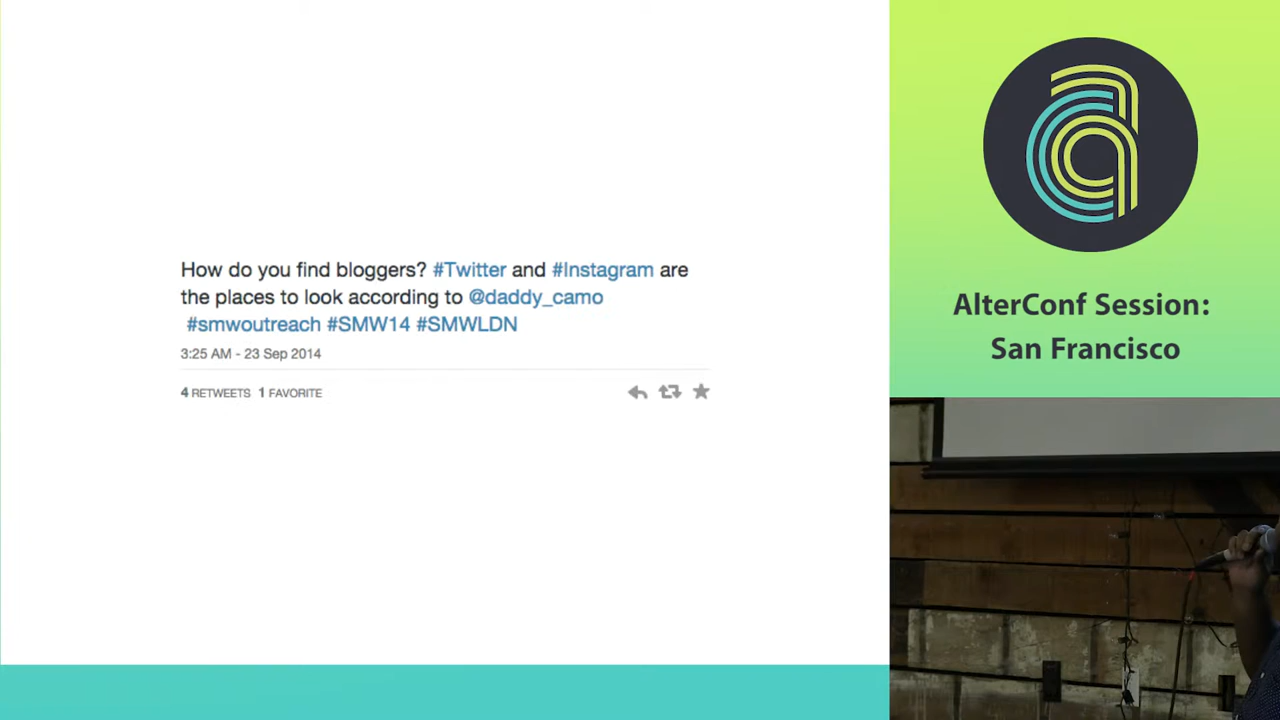 How do you find bloggers? #Twitter and #Instagram are
the places to look according to @daddy_camo
#smwoutreach #SMW14 #SMWLDN
3:25 AM - 23 Sep 2014
4 RETWEETS 1 FAVORITE
AlterConf Session:
San Francisco